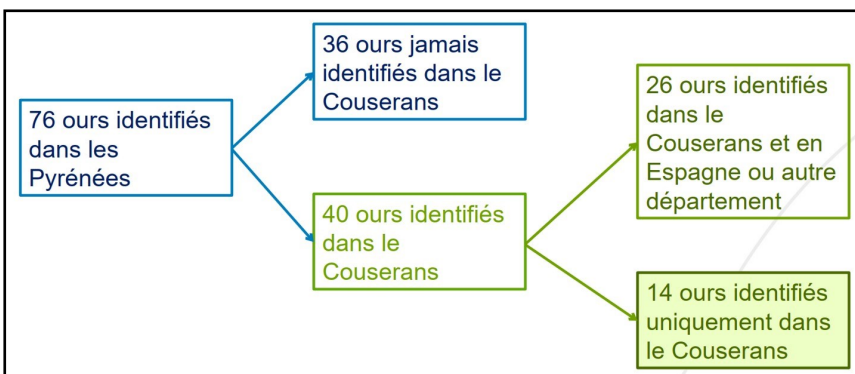 76 ours identifiés
dans les
Pyrénées
36 ours jamais
identifiés dans le
Couserans
40 ours identifiés
dans le
Couserans
26 ours identifiés
dans le
Couserans et en
Espagne ou autre
département
14 ours identifiés
uniquement dans
le Couserans